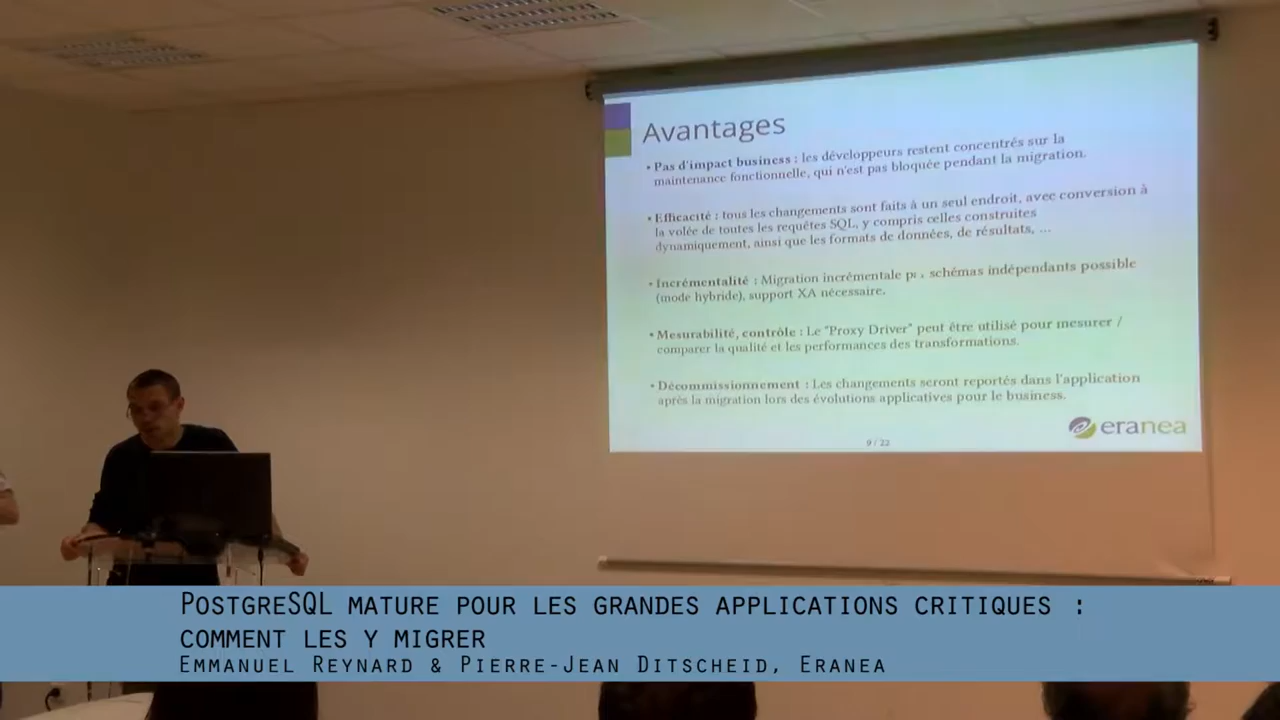 Avantages
• Pas d'impact business : les développeurs restent concentrés sur la
maintenance fonctionnelle, qui n'est pas bloquée pendant la migration.
• Efficacité : tous les changements sont faits à un seul endroit, avec conversion à
la volée de toutes les requêtes SQL, y compris celles construites
dynamiquement, ainsi que les formats de données, de résultats, ...
• Incrémentalité : Migration incrémentale schémas indépendants possible
(mode hybride), support XA nécessaire.
• Mesurabilité, contrôle : Le "Proxy Driver" peut être utilisé pour mesurer /
comparer la qualité et les performances des transformations.
• Décommissionnement : Les changements seront reportés dans l'application
après la migration lors des évolutions applicatives pour le business.
eranea
9 / 22
PostgreSQL mature pour les grandes applications critiques :
comment les y migrer
Emmanuel Reynard & Pierre-Jean Ditscheid, Eranea